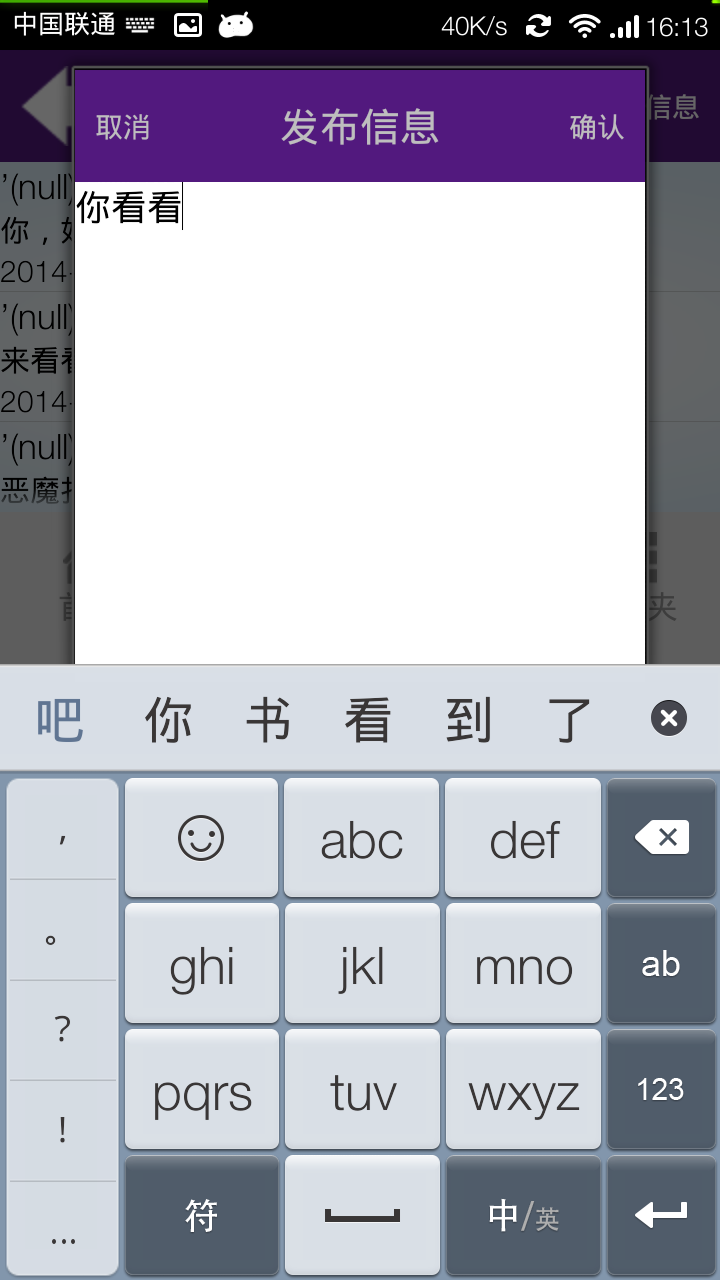 中国联通 40K/s 16:13
信息
取消 发布信息 确认
你看看
'(null)
你，
2014-
'(null)
来看看
2014-
'(null)
恶魔
夹
吧 你 书 看 到 了
, abc def
。 ghi jkl mno ab
? pqrs tuv wxyz 123
!
... 符 中/英